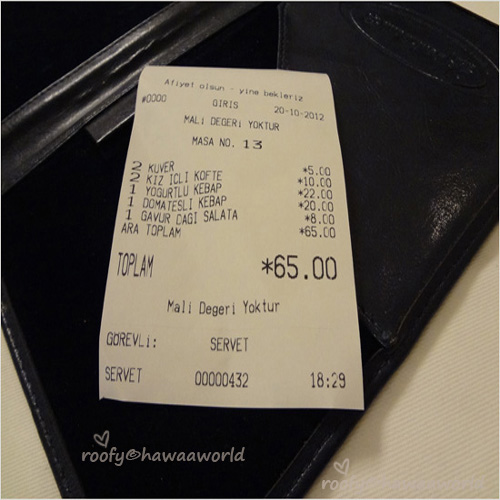 Afiyet olsun - yine bekleriz
#0000 GIRIS 20-10-2012
MALI DEGERI YOKTUR
MASA NO. 13
2 KUVER *5.00
2 KIZ ICLI KOFTE *10.00
1 YOGURTLU KEBAP *22.00
1 DOMATESLI KEBAP *20.00
1 GAVUR DAGI SALATA *8.00
ARA TOPLAM *65.00
TOPLAM *65.00
Mali Degeri Yoktur
GÖREVLI: SERVET
SERVET 00000432 18:29
roofy@hawaaworld